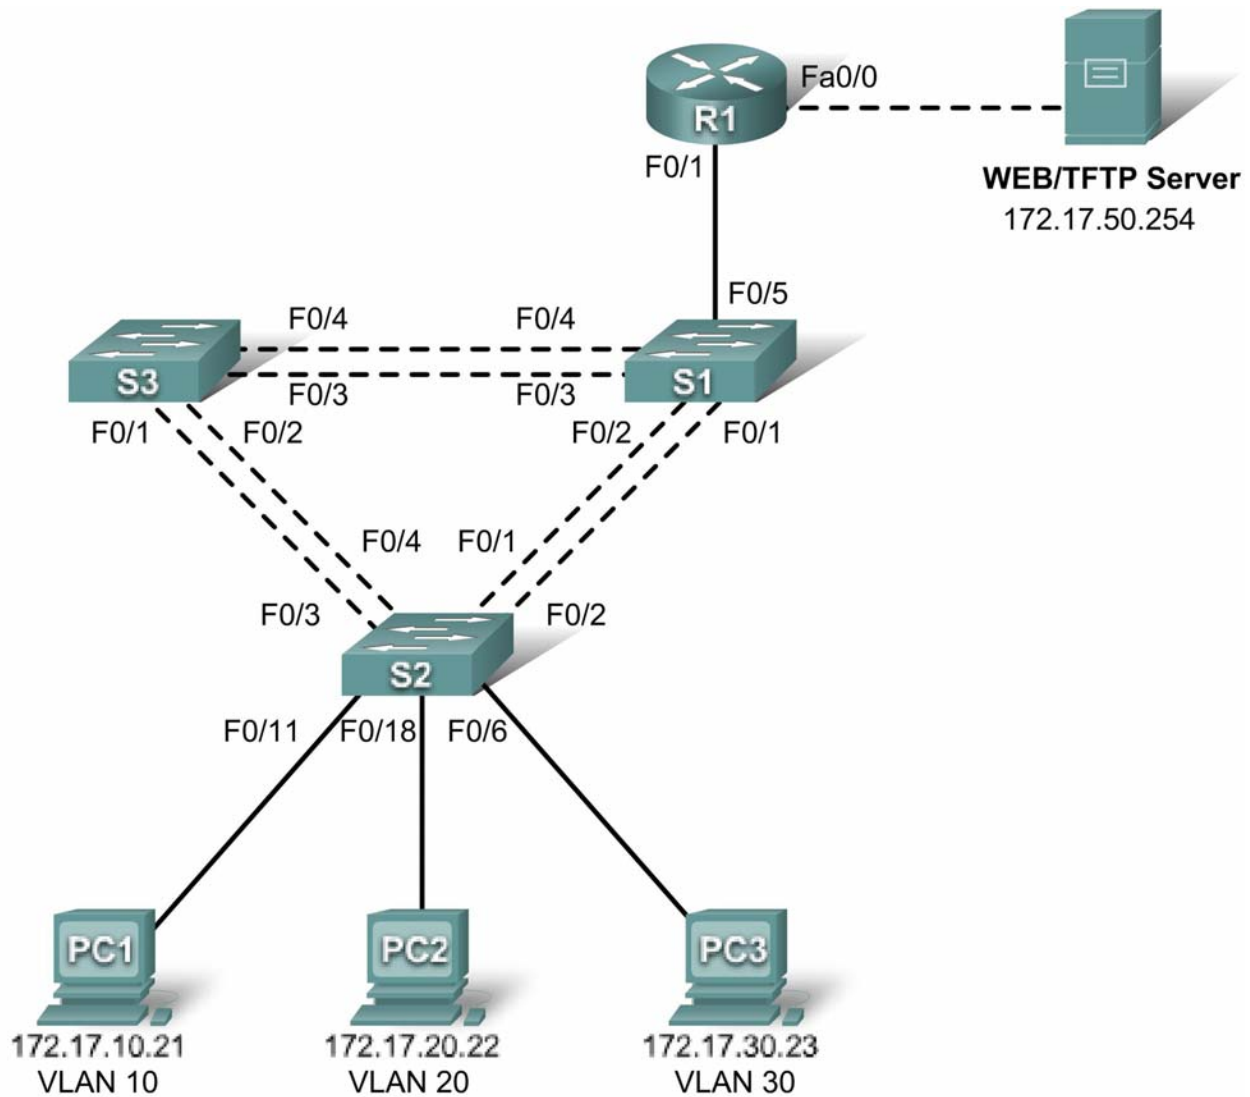 Fa0/0
R1
F0/1
WEB/TFTP Server
172.17.50.254
F0/5
F0/4
F0/4
S3
S1
F0/3
F0/3
F0/1
F0/2
F0/2
F0/1
F0/4
F0/1
F0/3
F0/2
S2
F0/11
F0/18
F0/6
PC1
PC2
PC3
172.17.10.21
172.17.20.22
172.17.30.23
VLAN 10
VLAN 20
VLAN 30